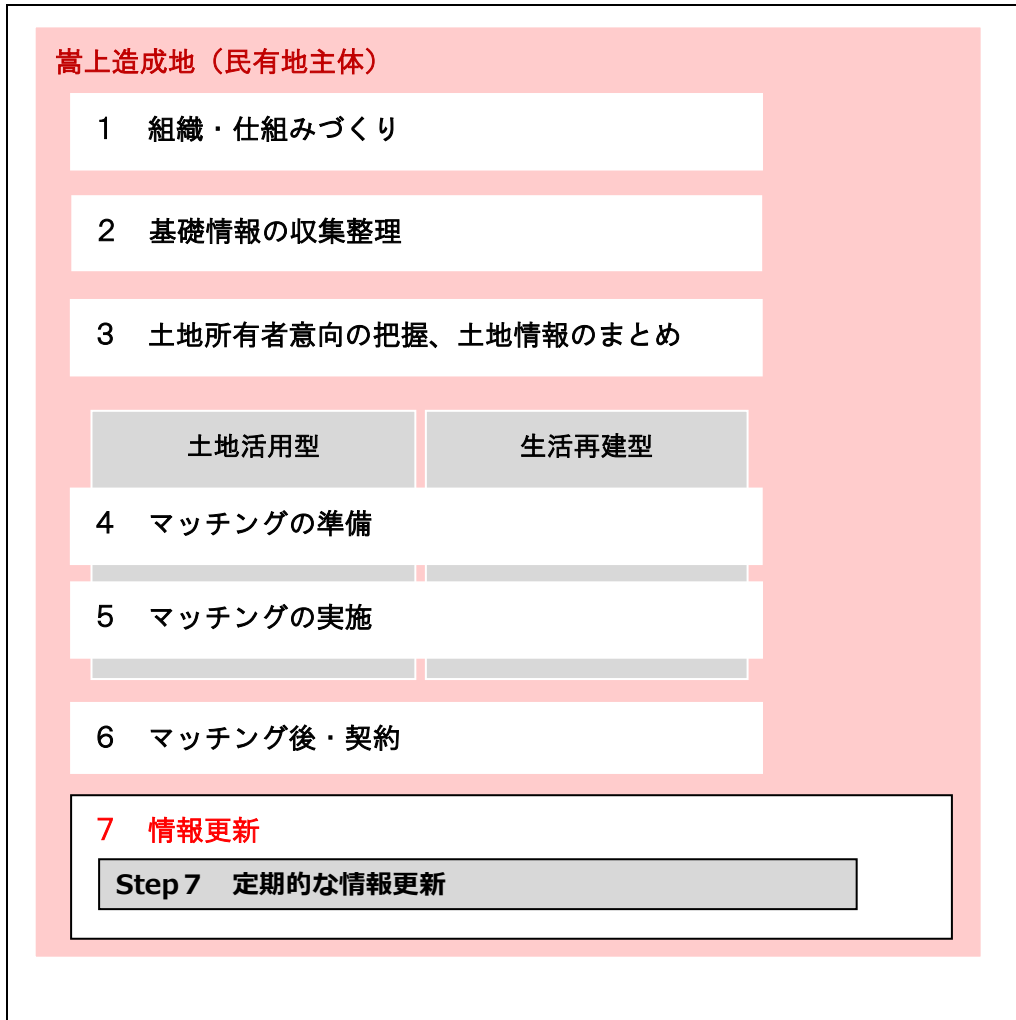 嵩上造成地（民有地主体）
１　組織・仕組みづくり
２　基礎情報の収集整理
３　土地所有者意向の把握、土地情報のまとめ
土地活用型　生活再建型
４　マッチングの準備
５　マッチングの実施
６　マッチング後・契約
７　情報更新
Step７　定期的な情報更新